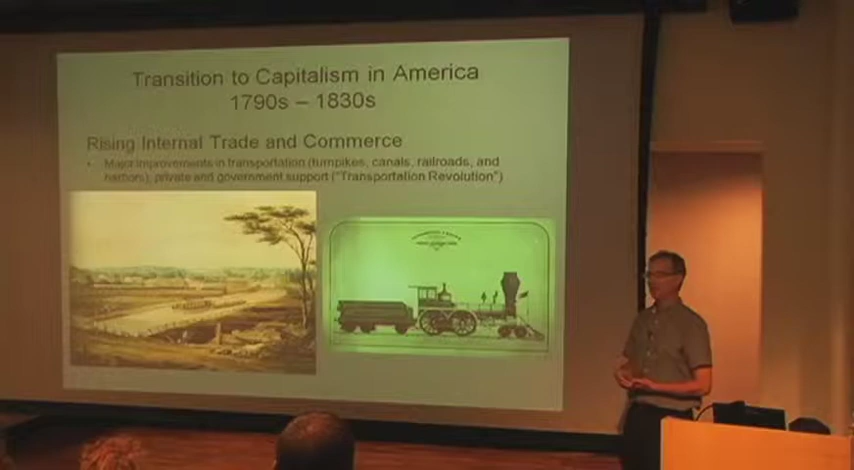 Transition to Capitalism in America
1790s – 1830s
Rising Internal Trade and Commerce
• Major improvements in transportation (turnpikes, canals, railroads, and
harbors); private and government support ("Transportation Revolution")